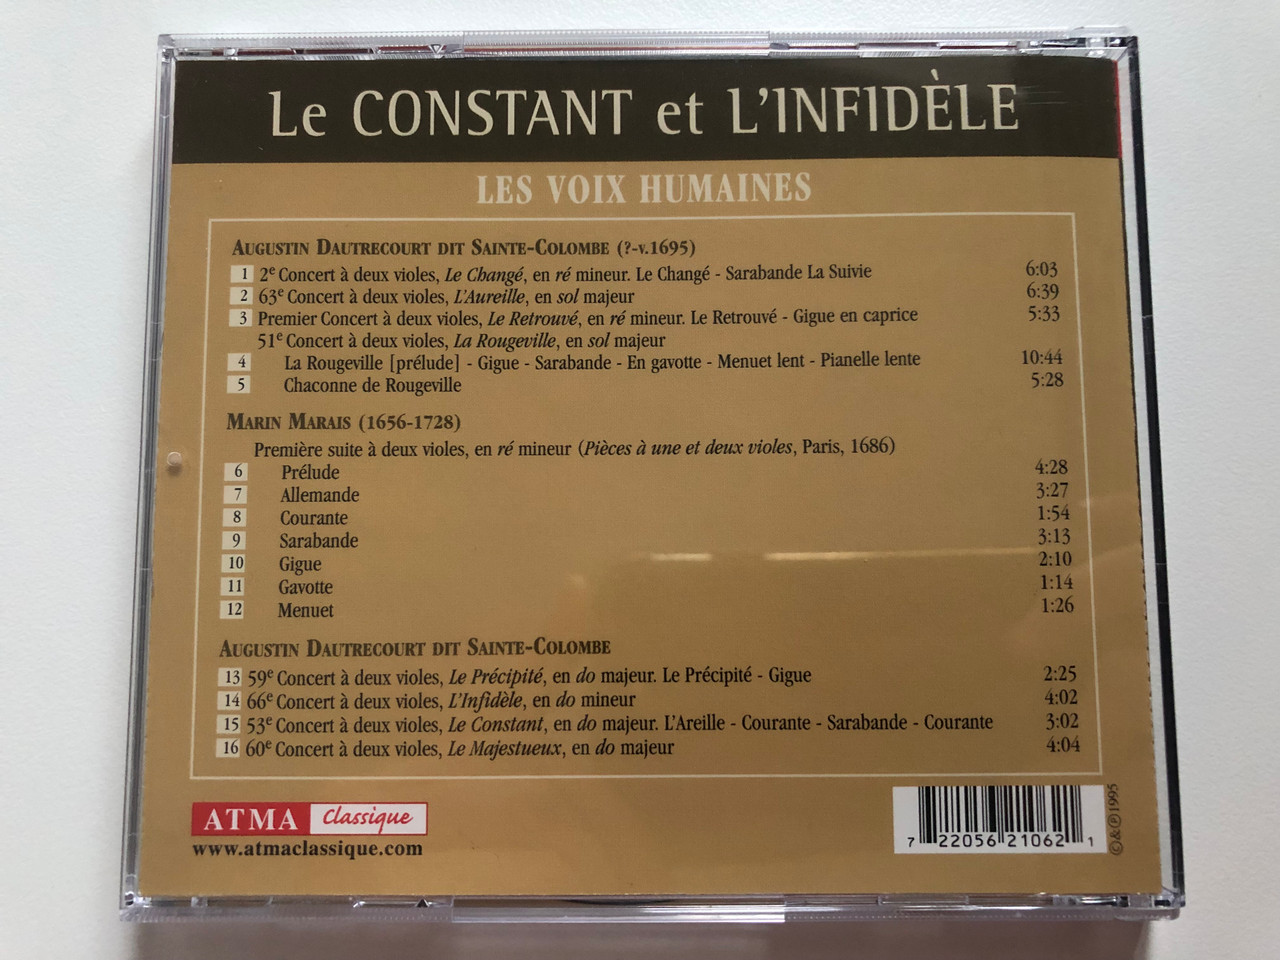 Le CONSTANT et L'INFIDÈLE
LES VOIX HUMAINES
AUGUSTIN DAUTRECOURT DIT SAINTE-COLOMBE (?-v.1695)
1 2e Concert à deux violes, Le Changé, en ré mineur. Le Changé - Sarabande La Suivie 6:03
2 63e Concert à deux violes, L'Aureille, en sol majeur 6:39
3 Premier Concert à deux violes, Le Retrouvé, en ré mineur. Le Retrouvé - Gigue en caprice 5:33
51e Concert à deux violes, La Rougeville, en sol majeur
4 La Rougeville [prélude] - Gigue - Sarabande - En gavotte - Menuet lent - Pianelle lente 10:44
5 Chaconne de Rougeville 5:28
MARIN MARAIS (1656-1728)
Première suite à deux violes, en ré mineur (Pièces à une et deux violes, Paris, 1686)
6 Prélude 4:28
7 Allemande 3:27
8 Courante 1:54
9 Sarabande 3:13
10 Gigue 2:10
11 Gavotte 1:14
12 Menuet 1:26
AUGUSTIN DAUTRECOURT DIT SAINTE-COLOMBE
13 59e Concert à deux violes, Le Précipité, en do majeur. Le Précipité - Gigue 2:25
14 66e Concert à deux violes, L'Infidèle, en do mineur 4:02
15 53e Concert à deux violes, Le Constant, en do majeur. L'Areille - Courante - Sarabande - Courante 3:02
16 60e Concert à deux violes, Le Majestueux, en do majeur 4:04
ATMA Classique
www.atmaclassique.com
7 22056 21062 1
©&℗1995